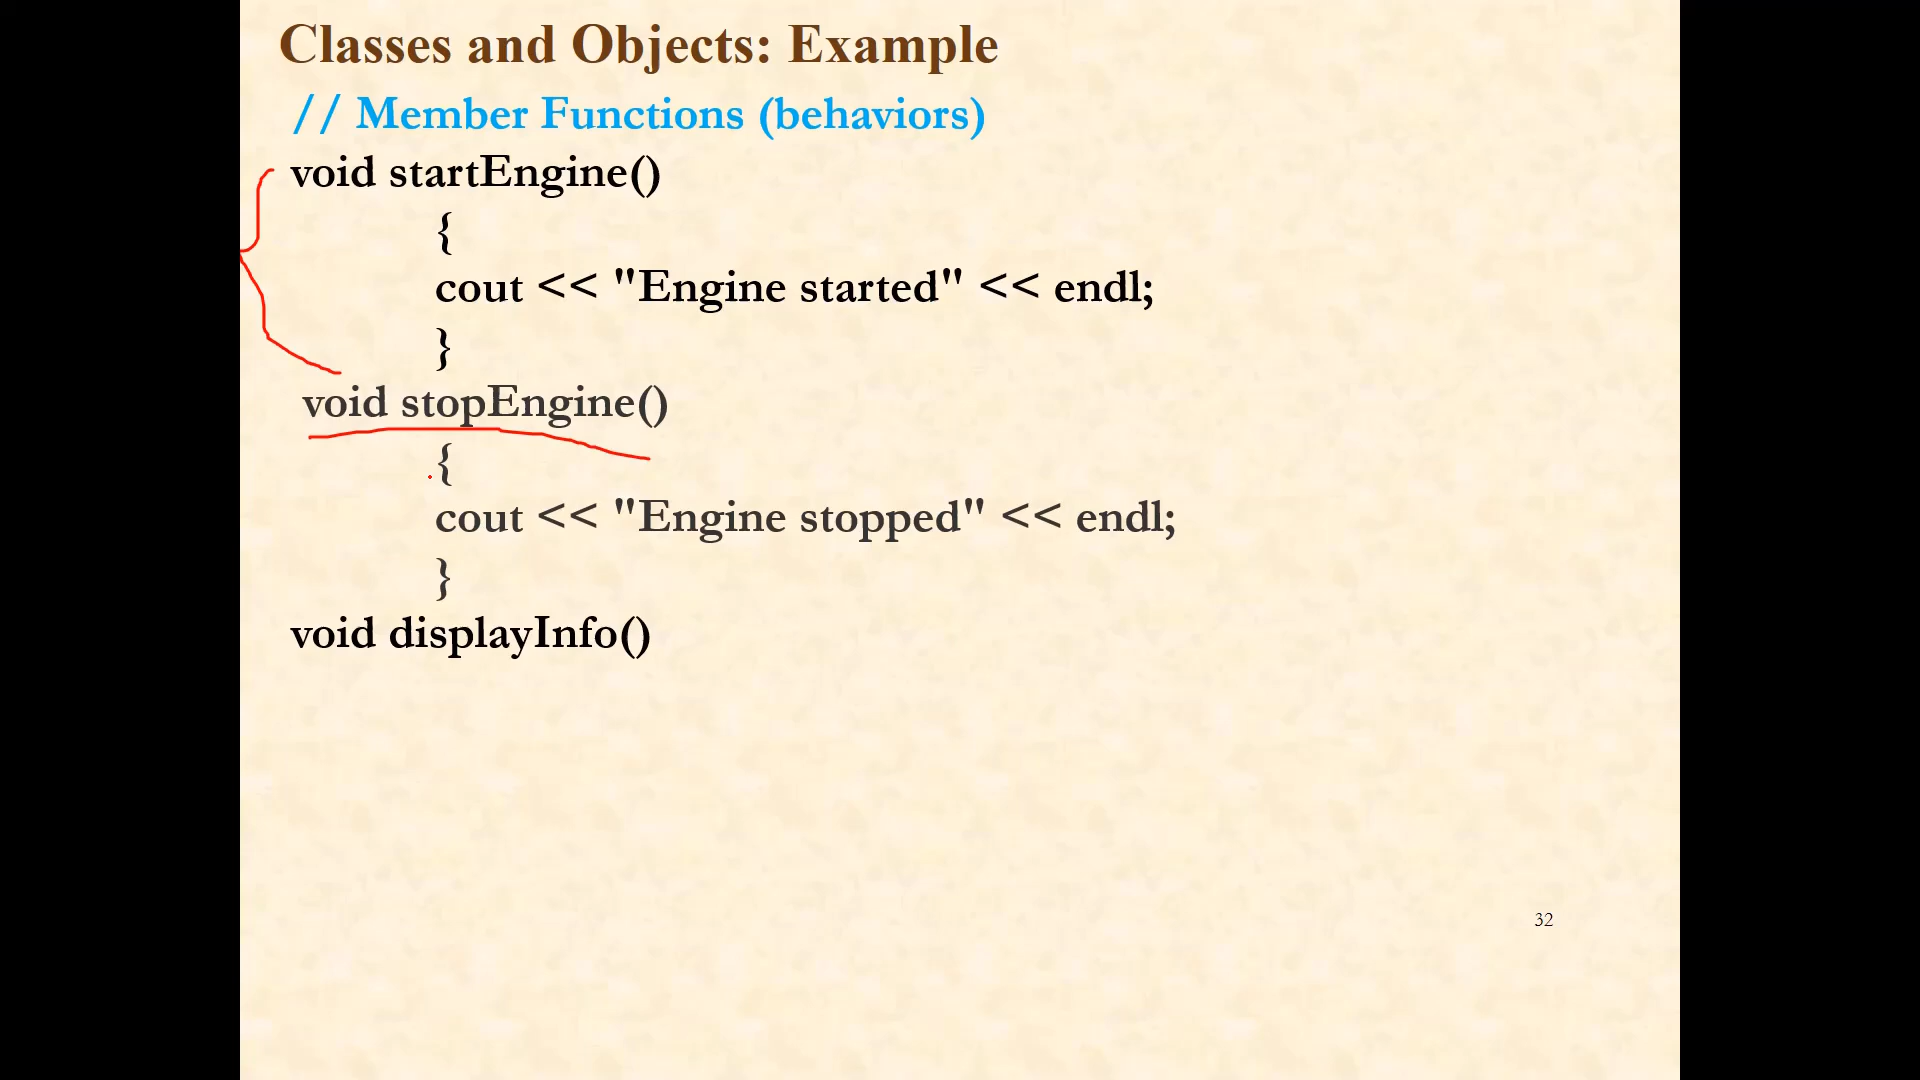 Classes and Objects: Example
// Member Functions (behaviors)
void startEngine()
{
cout << "Engine started" << endl;
}
void stopEngine()
{
cout << "Engine stopped" << endl;
}
void displayInfo()
32